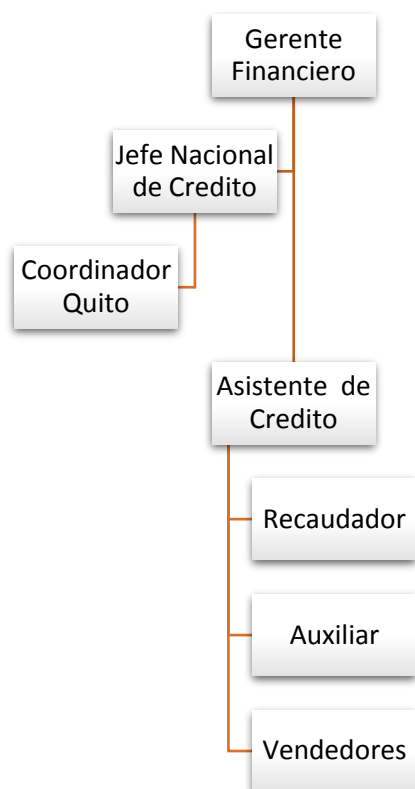 Gerente
Financiero
Jefe Nacional
de Credito
Coordinador
Quito
Asistente de
Credito
Recaudador
Auxiliar
Vendedores